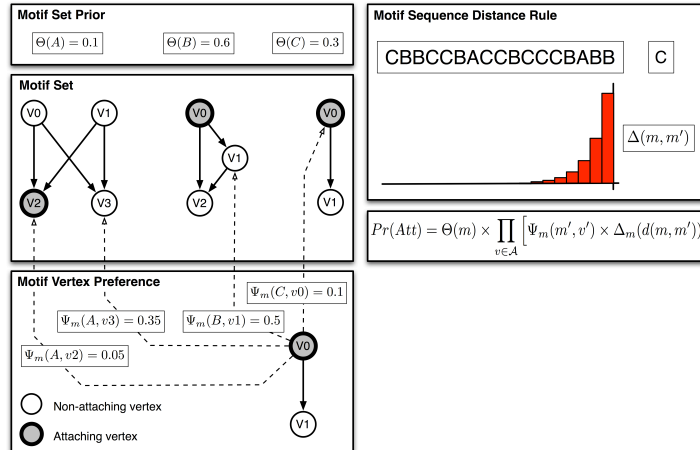 Motif Set Prior
Θ(A) = 0.1
Θ(B) = 0.6
Θ(C) = 0.3
Motif Set
V0
V1
V2
V3
V0
V1
V2
V0
V1
Motif Vertex Preference
Ψm(C, v0) = 0.1
Ψm(A, v3) = 0.35
Ψm(B, v1) = 0.5
Ψm(A, v2) = 0.05
V0
V1
Non-attaching vertex
Attaching vertex
Motif Sequence Distance Rule
CBBCCBACCBCCCBABB
C
Δ(m, m′)
Pr(Att) = Θ(m) × ∏ v∈𝒜 [Ψm(m′, v′) × Δm(d(m, m′))